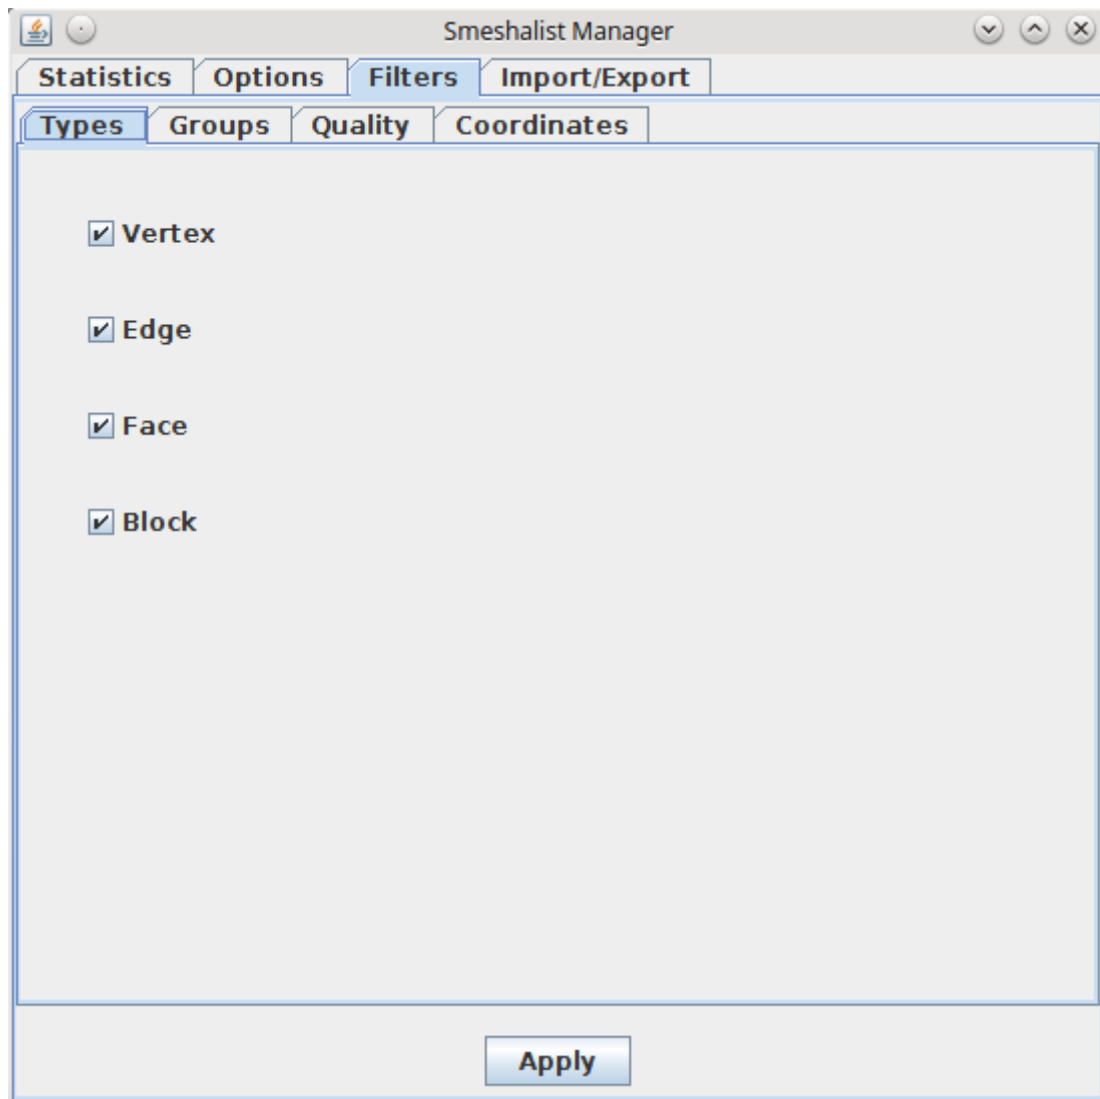 Smeshalist Manager
Statistics Options Filters Import/Export
Types Groups Quality Coordinates
Vertex
Edge
Face
Block
Apply